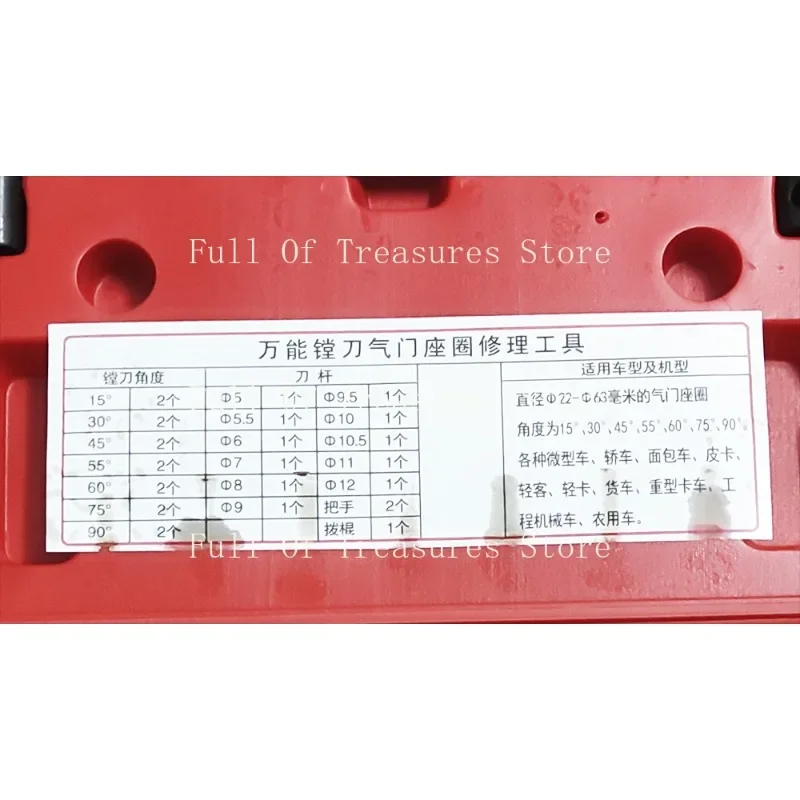 Full Of Treasures Store
万能镗刀气门座圈修理工具
镗刀角度 刀杆 适用车型及机型
15° 2个 Φ5 1个 Φ9.5 1个
30° 2个 Φ5.5 1个 Φ10 1个
45° 2个 Φ6 1个 Φ10.5 1个
55° 2个 Φ7 1个 Φ11 1个
60° 2个 Φ8 1个 Φ12 1个
75° 2个 Φ9 1个 把手 2个
90° 2个 拨棍 1个
直径Φ22-Φ63毫米的气门座圈
角度为15°、30°、45°、55°、60°、75°、90°
各种微型车、轿车、面包车、皮卡、
轻客、轻卡、货车、重型卡车、工
程机械车、农用车。
Full Of Treasures Store